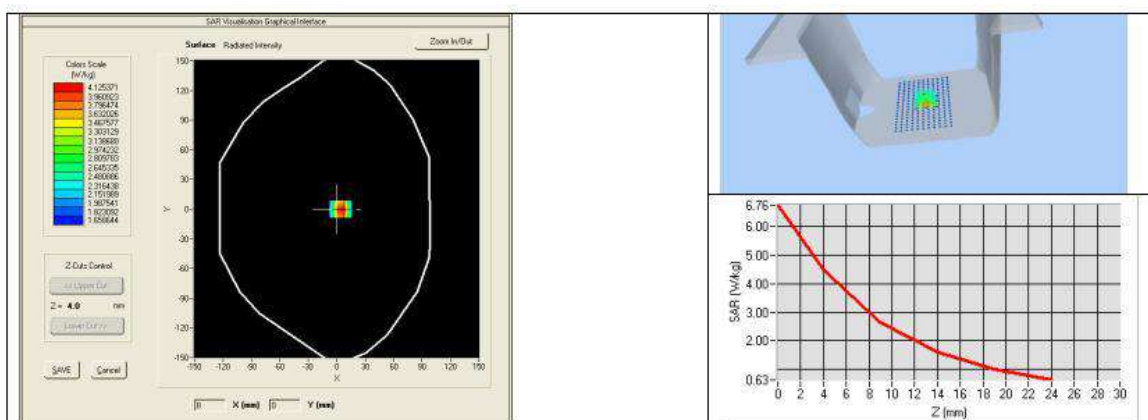 SAR Visualisation Graphical Interface
Surface Radiated Intensity
Zoom In/Out
Colors Scale
(W/kg)
4.125371
3.960923
3.796474
3.632026
3.467577
3.303129
3.138680
2.974232
2.809783
2.645335
2.480886
2.316438
2.151989
1.987541
1.823092
1.658644
150
120
90
60
30
0
-30
-60
-90
-120
-150
Y
-150 -120 -90 -60 -30 0 30 60 90 120 150
X
Z-Cuts Control
<< Upper Cut
Z = 4.0 mm
Lower Cut >>
SAVE Cancel
8 X (mm) 0 Y (mm)
6.76
6.00
5.00
4.00
3.00
2.00
0.63
SAR (W/kg)
0 2 4 6 8 10 12 14 16 18 20 22 24 26 28 30
Z (mm)